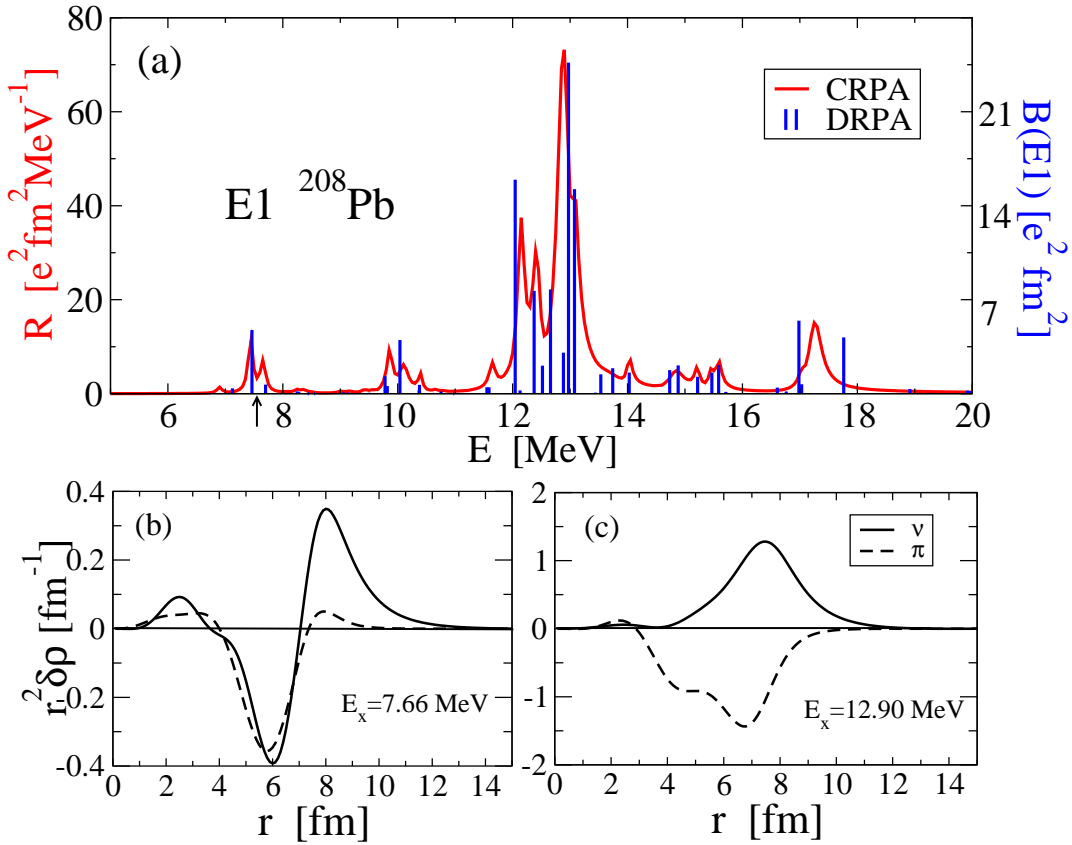 (a)
CRPA
DRPA
E1 ²⁰⁸Pb
R [e²fm²MeV⁻¹]
80
60
40
20
0
B(E1) [e² fm²]
21
14
7
0
6 8 10 12 14 16 18 20
E [MeV]
(b)
r²δρ [fm⁻¹]
0.4
0.2
0
-0.2
-0.4
E_x=7.66 MeV
0 2 4 6 8 10 12 14
r [fm]
(c)
ν
π
2
1
0
-1
-2
E_x=12.90 MeV
0 2 4 6 8 10 12 14
r [fm]